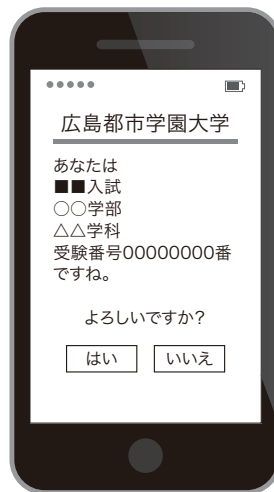 広島都市学園大学
あなたは
■■入試
○○学部
△△学科
受験番号00000000番
ですね。
よろしいですか?
はい
いいえ